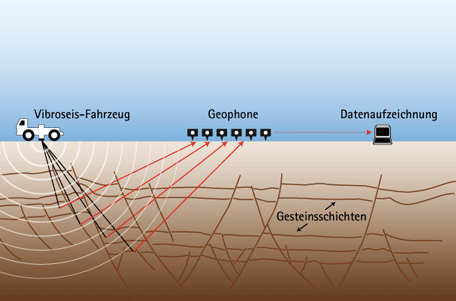 Vibroseis-Fahrzeug
Geophone
Datenaufzeichnung
Gesteinsschichten